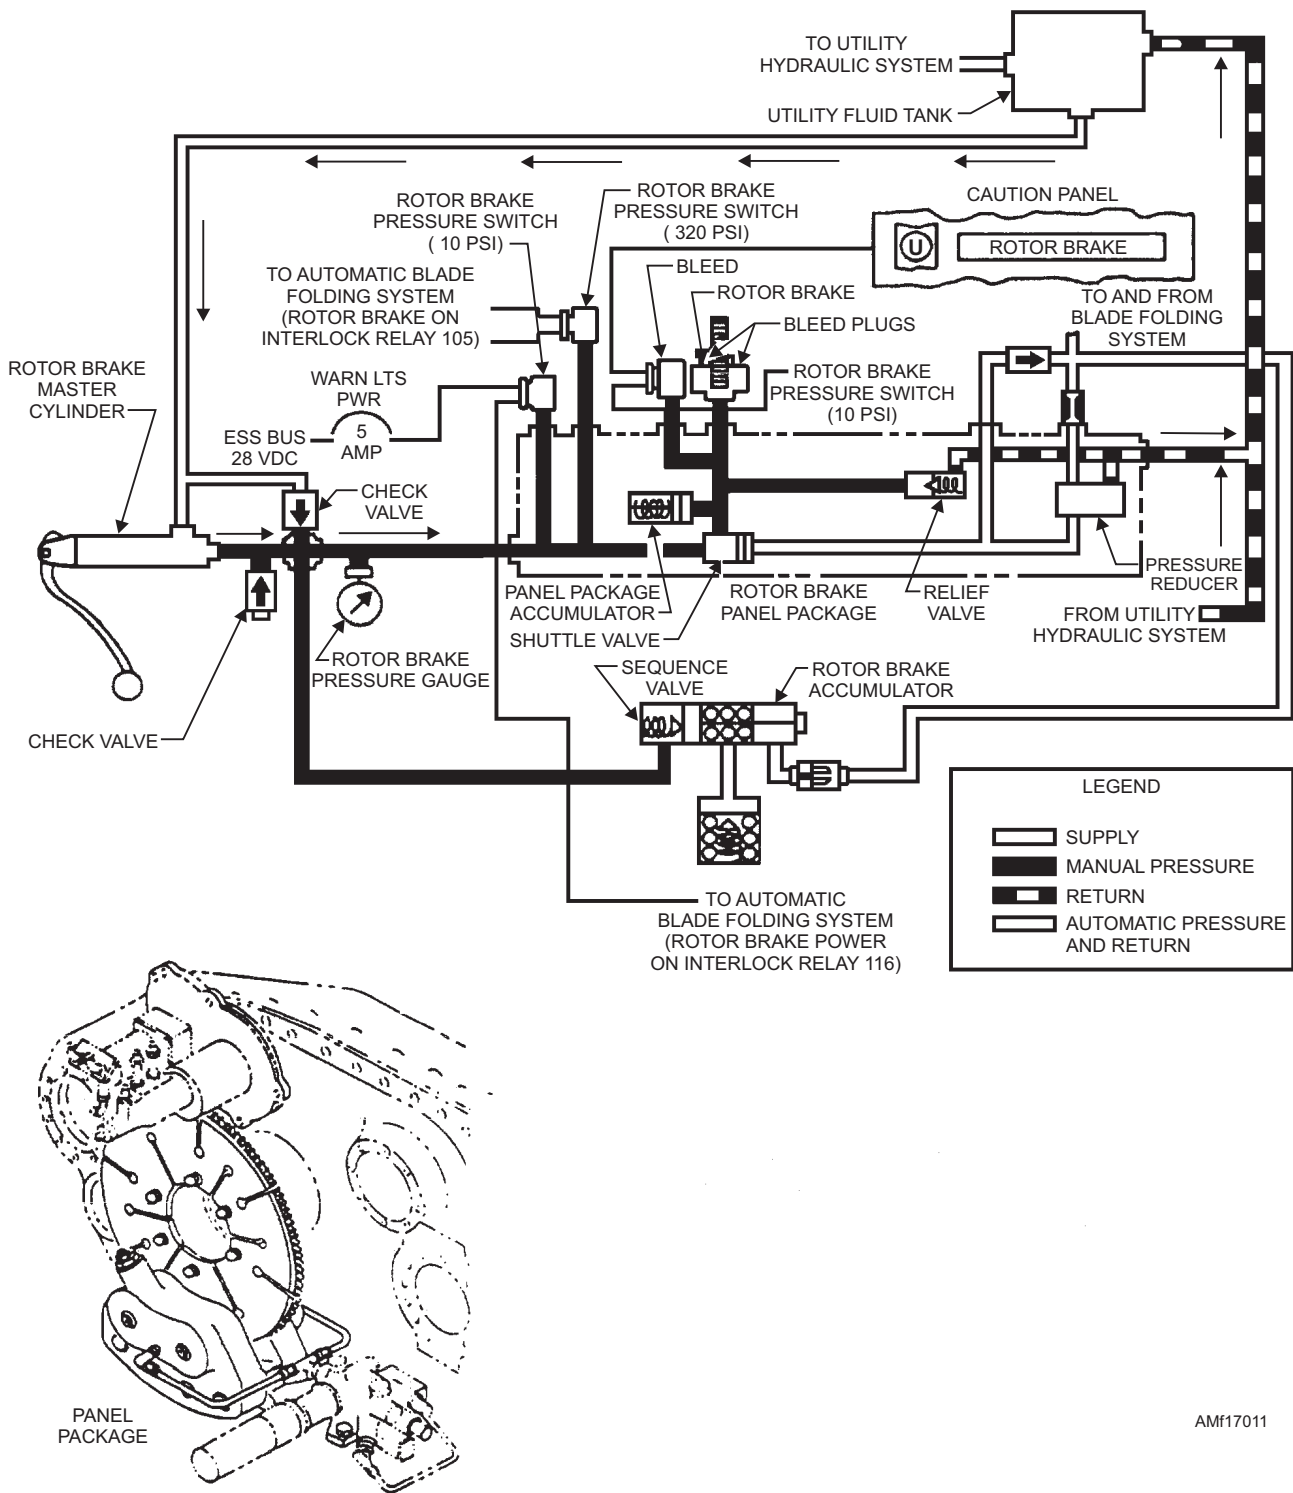 TO UTILITY
HYDRAULIC SYSTEM
UTILITY FLUID TANK
ROTOR BRAKE
PRESSURE SWITCH
( 10 PSI)
ROTOR BRAKE
PRESSURE SWITCH
( 320 PSI)
CAUTION PANEL
U
ROTOR BRAKE
TO AUTOMATIC BLADE
FOLDING SYSTEM
(ROTOR BRAKE ON
INTERLOCK RELAY 105)
BLEED
ROTOR BRAKE
BLEED PLUGS
TO AND FROM
BLADE FOLDING
SYSTEM
ROTOR BRAKE
MASTER
CYLINDER
WARN LTS
PWR
5
AMP
ESS BUS
28 VDC
ROTOR BRAKE
PRESSURE SWITCH
(10 PSI)
CHECK
VALVE
PANEL PACKAGE
ACCUMULATOR
SHUTTLE VALVE
ROTOR BRAKE
PANEL PACKAGE
RELIEF
VALVE
PRESSURE
REDUCER
FROM UTILITY
HYDRAULIC SYSTEM
ROTOR BRAKE
PRESSURE GAUGE
SEQUENCE
VALVE
ROTOR BRAKE
ACCUMULATOR
CHECK VALVE
LEGEND
SUPPLY
MANUAL PRESSURE
RETURN
AUTOMATIC PRESSURE
AND RETURN
TO AUTOMATIC
BLADE FOLDING SYSTEM
(ROTOR BRAKE POWER
ON INTERLOCK RELAY 116)
PANEL
PACKAGE
AMf17011